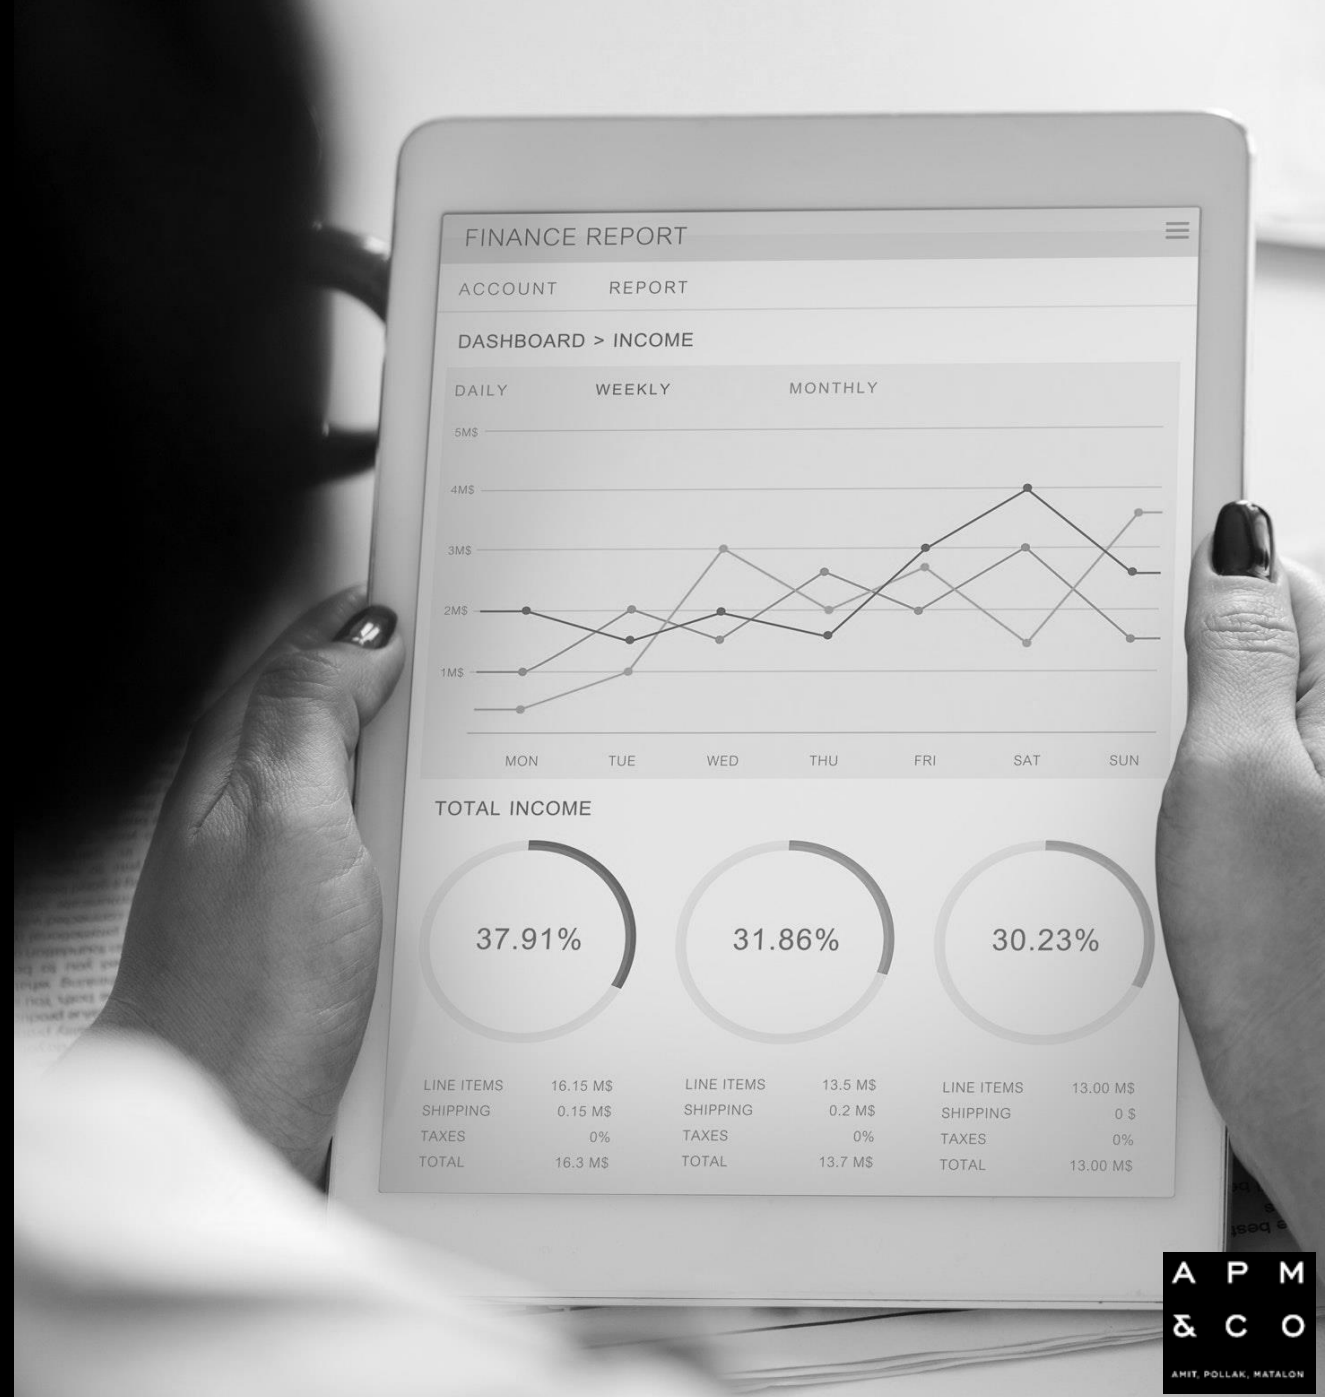 FINANCE REPORT
ACCOUNT REPORT
DASHBOARD > INCOME
DAILY WEEKLY MONTHLY
5M$
4M$
3M$
2M$
1M$
MON TUE WED THU FRI SAT SUN
TOTAL INCOME
37.91% 31.86% 30.23%
LINE ITEMS 16.15 M$ LINE ITEMS 13.5 M$ LINE ITEMS 13.00 M$
SHIPPING 0.15 M$ SHIPPING 0.2 M$ SHIPPING 0 $
TAXES 0% TAXES 0% TAXES 0%
TOTAL 16.3 M$ TOTAL 13.7 M$ TOTAL 13.00 M$
A P M
& C O
AMIT, POLLAK, MATALON